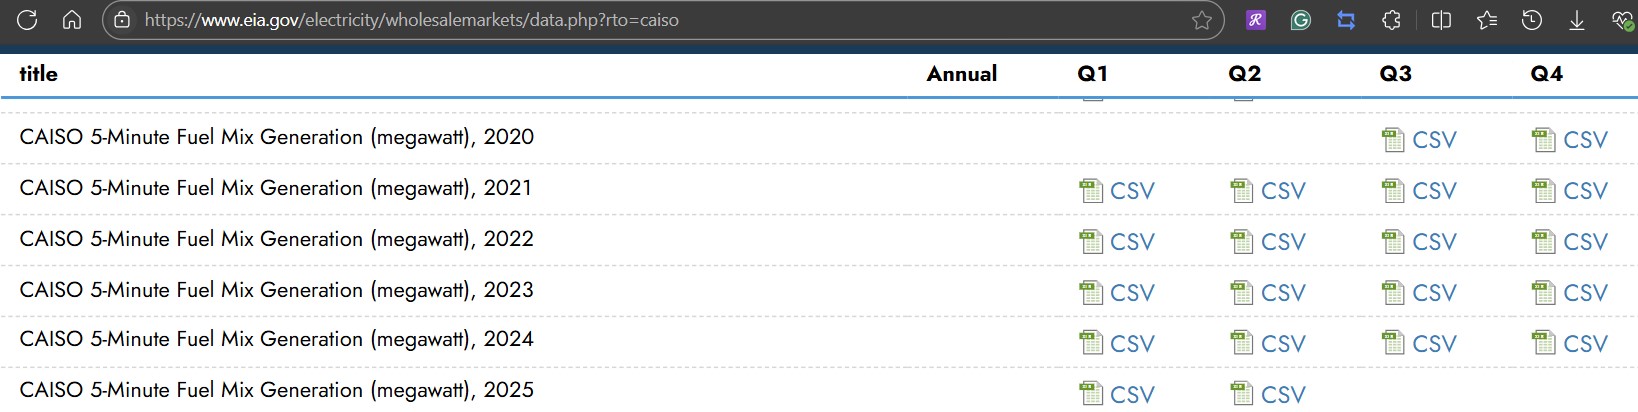 https://www.eia.gov/electricity/wholesalemarkets/data.php?rto=caiso
title Annual Q1 Q2 Q3 Q4
CAISO 5-Minute Fuel Mix Generation (megawatt), 2020 CSV CSV
CAISO 5-Minute Fuel Mix Generation (megawatt), 2021 CSV CSV CSV CSV
CAISO 5-Minute Fuel Mix Generation (megawatt), 2022 CSV CSV CSV CSV
CAISO 5-Minute Fuel Mix Generation (megawatt), 2023 CSV CSV CSV CSV
CAISO 5-Minute Fuel Mix Generation (megawatt), 2024 CSV CSV CSV CSV
CAISO 5-Minute Fuel Mix Generation (megawatt), 2025 CSV CSV